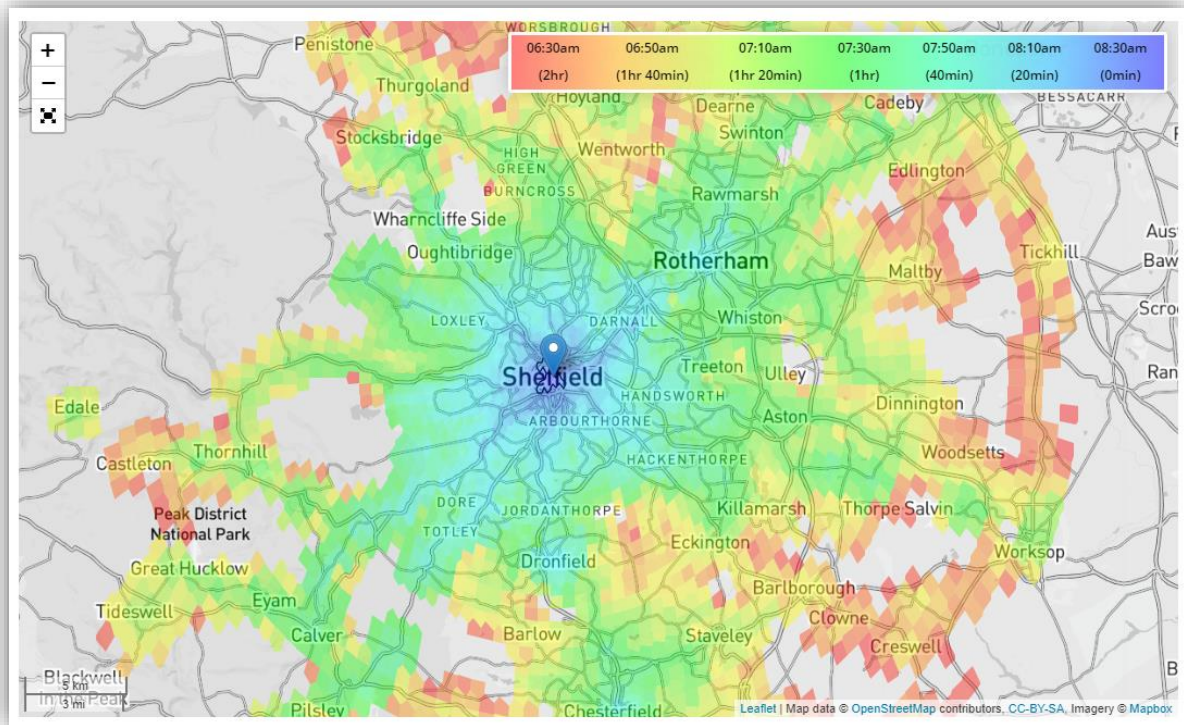 WORSBROUGH
Penistone
+
−
06:30am 06:50am 07:10am 07:30am 07:50am 08:10am 08:30am
(2hr) (1hr 40min) (1hr 20min) (1hr) (40min) (20min) (0min)
Thurgoland
Hoyland
Dearne
Cadeby
BESSACARR
Stocksbridge
Swinton
HIGH
GREEN
Wentworth
Edlington
BURNCROSS
Rawmarsh
Wharncliffe Side
Oughtibridge
Rotherham
Tickhill
Maltby
LOXLEY
DARNALL
Whiston
Sheffield
Treeton
Ulley
HANDSWORTH
Edale
Dinnington
ARBOURTHORNE
Aston
Thornhill
Castleton
Woodsetts
HACKENTHORPE
DORE
JORDANTHORPE
Killamarsh
Thorpe Salvin
Peak District
National Park
TOTLEY
Eckington
Worksop
Dronfield
Great Hucklow
Barlborough
Eyam
Tideswell
Clowne
Calver
Barlow
Staveley
Creswell
Blackwell
in the Peak
5 km
3 mi
Pilsley
Chesterfield
Leaflet | Map data © OpenStreetMap contributors, CC-BY-SA, Imagery © Mapbox